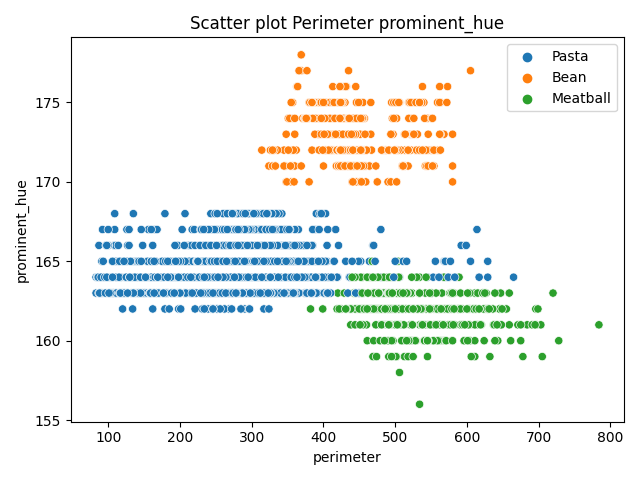 Scatter plot Perimeter prominent_hue
Pasta
Bean
Meatball
prominent_hue
175
170
165
160
155
100 200 300 400 500 600 700 800
perimeter